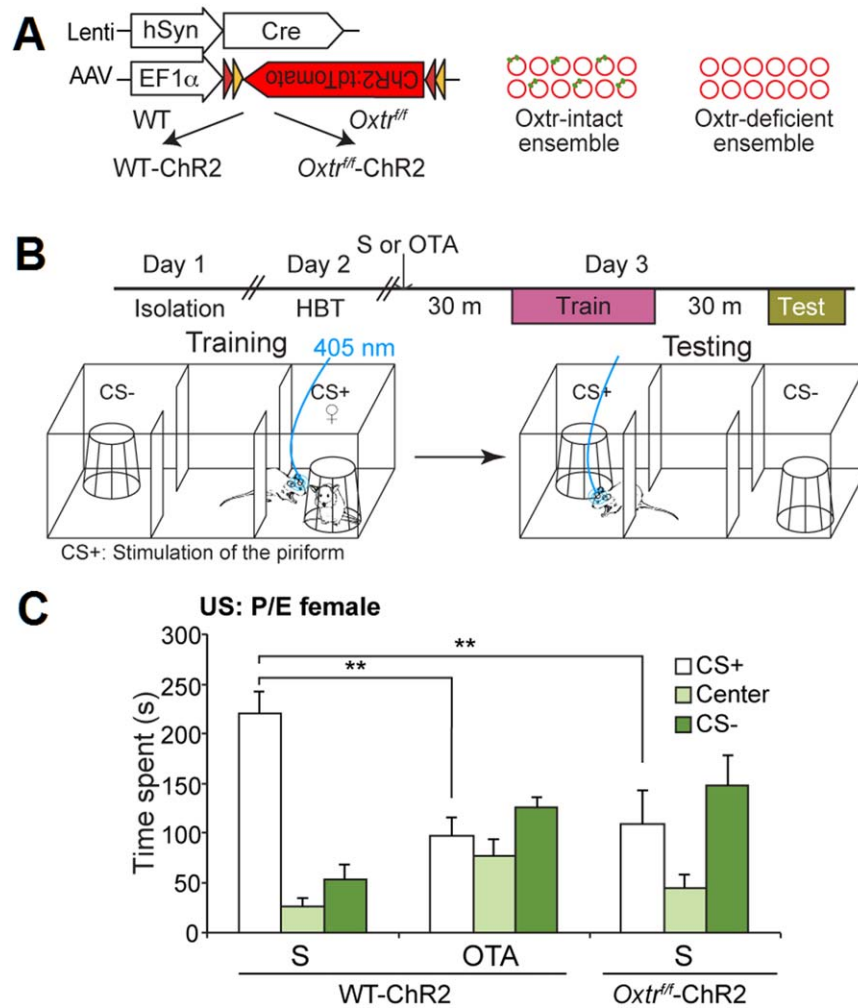 A
Lenti hSyn Cre
AAV EF1α ChR2:tdTomato
WT Oxtrf/f
WT-ChR2 Oxtrf/f-ChR2
Oxtr-intact
ensemble
Oxtr-deficient
ensemble
B
S or OTA
Day 1 Day 2 Day 3
Isolation HBT 30 m Train 30 m Test
Training 405 nm Testing
CS- CS+ ♀ CS+ CS-
CS+: Stimulation of the piriform
C
US: P/E female
Time spent (s)
300
250
200
150
100
50
0
** **
CS+
Center
CS-
S OTA S
WT-ChR2 Oxtrf/f-ChR2